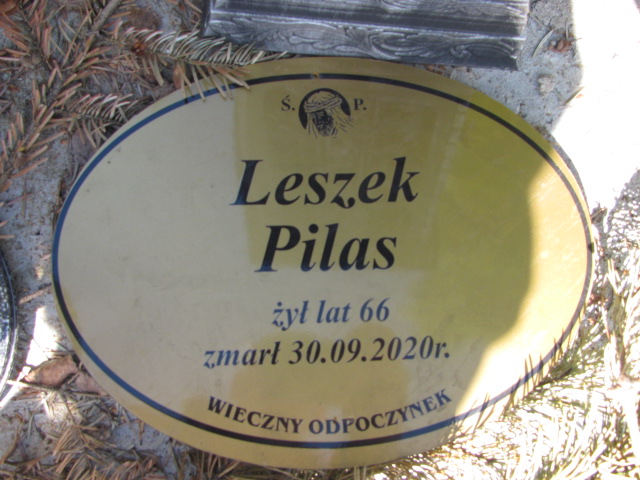 Ś. P.
Leszek
Pilas
żył lat 66
zmarł 30.09.2020r.
WIECZNY ODPOCZYNEK